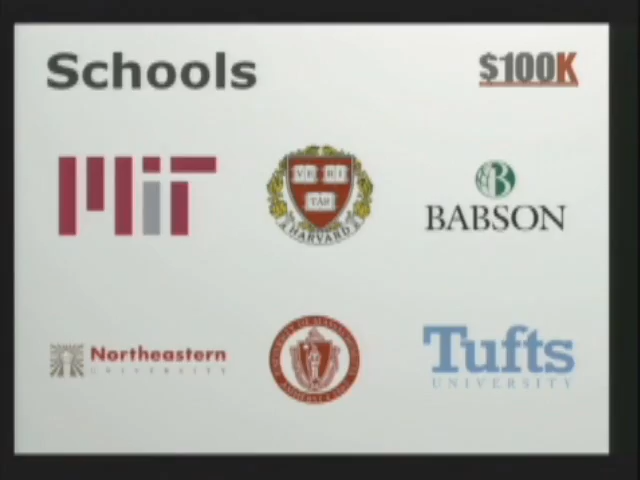 Schools
$100K
MIT
VE RI
TAS
HARVARD
B
BABSON
Northeastern
UNIVERSITY
Tufts
UNIVERSITY